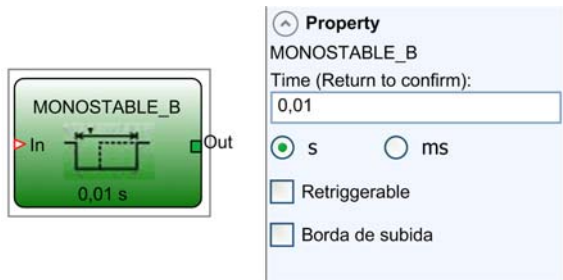 MONOSTABLE_B
In
Out
0,01 s
Property
MONOSTABLE_B
Time (Return to confirm):
0,01
s
ms
Retriggerable
Borda de subida